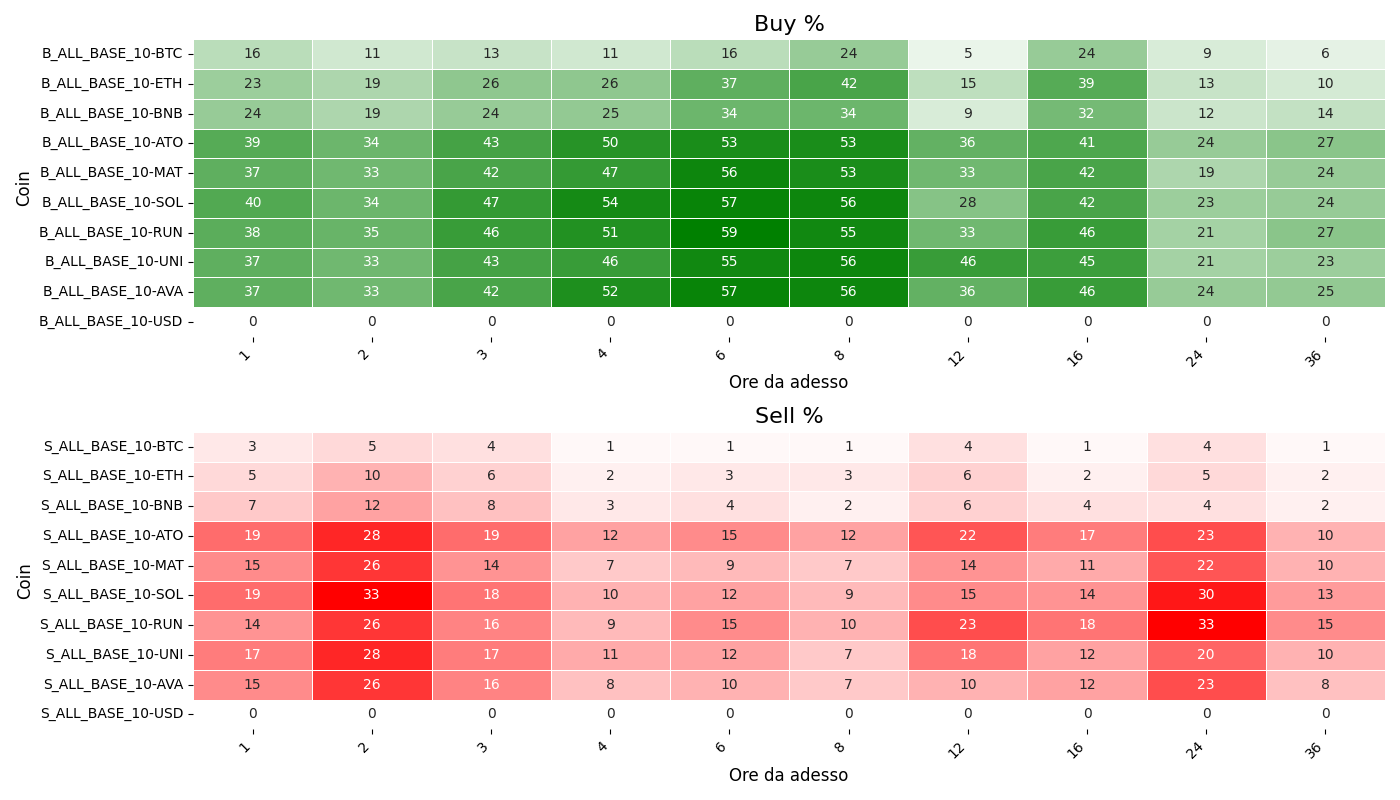 Buy %
Coin
B_ALL_BASE_10-BTC 16 11 13 11 16 24 5 24 9 6
B_ALL_BASE_10-ETH 23 19 26 26 37 42 15 39 13 10
B_ALL_BASE_10-BNB 24 19 24 25 34 34 9 32 12 14
B_ALL_BASE_10-ATO 39 34 43 50 53 53 36 41 24 27
B_ALL_BASE_10-MAT 37 33 42 47 56 53 33 42 19 24
B_ALL_BASE_10-SOL 40 34 47 54 57 56 28 42 23 24
B_ALL_BASE_10-RUN 38 35 46 51 59 55 33 46 21 27
B_ALL_BASE_10-UNI 37 33 43 46 55 56 46 45 21 23
B_ALL_BASE_10-AVA 37 33 42 52 57 56 36 46 24 25
B_ALL_BASE_10-USD 0 0 0 0 0 0 0 0 0 0
1 2 3 4 6 8 12 16 24 36
Ore da adesso
Sell %
Coin
S_ALL_BASE_10-BTC 3 5 4 1 1 1 4 1 4 1
S_ALL_BASE_10-ETH 5 10 6 2 3 3 6 2 5 2
S_ALL_BASE_10-BNB 7 12 8 3 4 2 6 4 4 2
S_ALL_BASE_10-ATO 19 28 19 12 15 12 22 17 23 10
S_ALL_BASE_10-MAT 15 26 14 7 9 7 14 11 22 10
S_ALL_BASE_10-SOL 19 33 18 10 12 9 15 14 30 13
S_ALL_BASE_10-RUN 14 26 16 9 15 10 23 18 33 15
S_ALL_BASE_10-UNI 17 28 17 11 12 7 18 12 20 10
S_ALL_BASE_10-AVA 15 26 16 8 10 7 10 12 23 8
S_ALL_BASE_10-USD 0 0 0 0 0 0 0 0 0 0
1 2 3 4 6 8 12 16 24 36
Ore da adesso